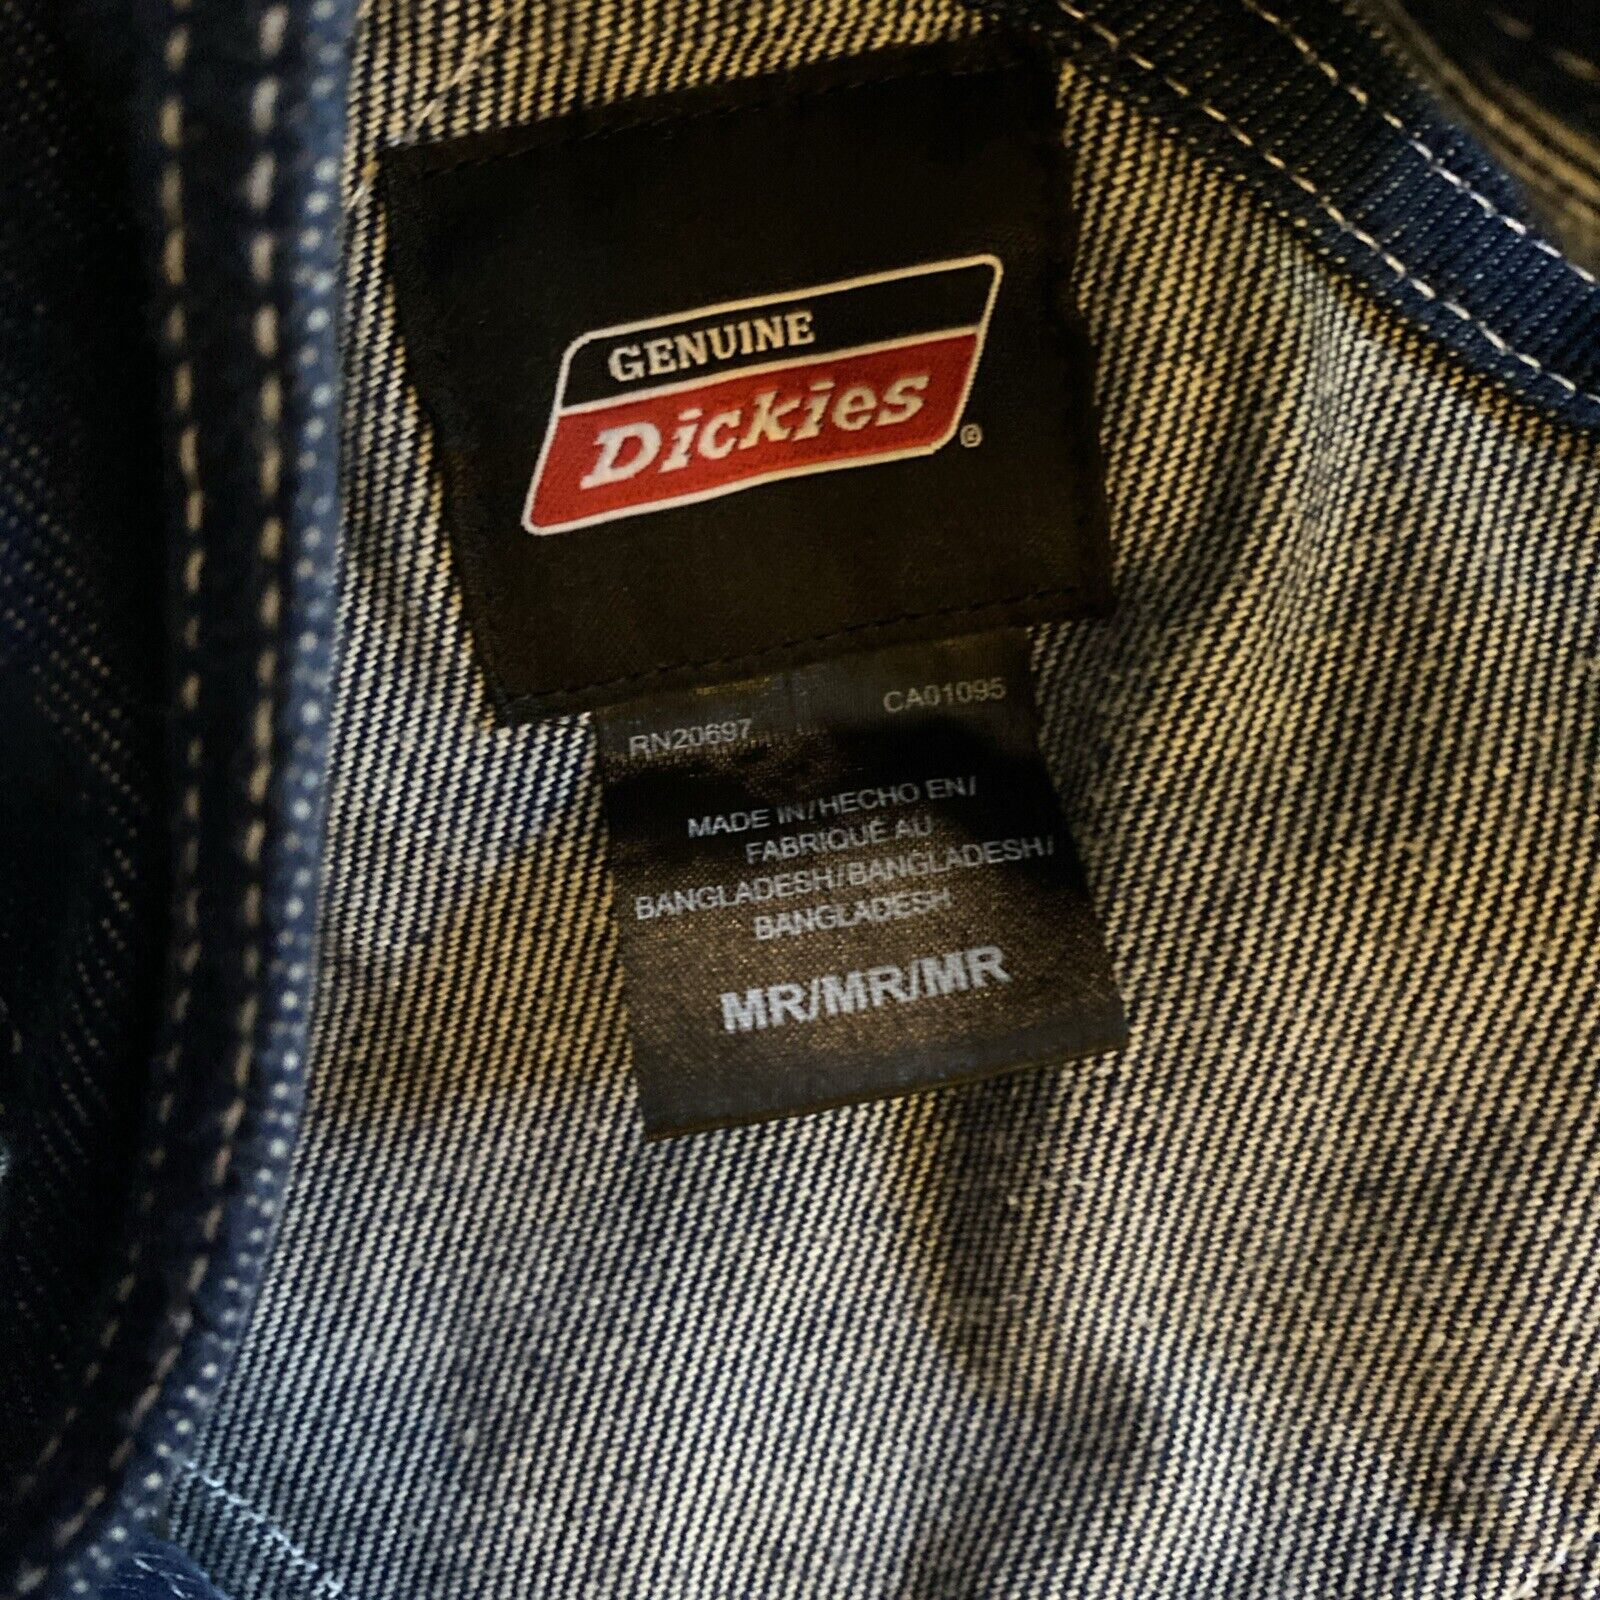 GENUINE
Dickies®
RN20697 CA01095
MADE IN/HECHO EN/
FABRIQUÉ AU
BANGLADESH/BANGLADESH/
BANGLADESH
MR/MR/MR